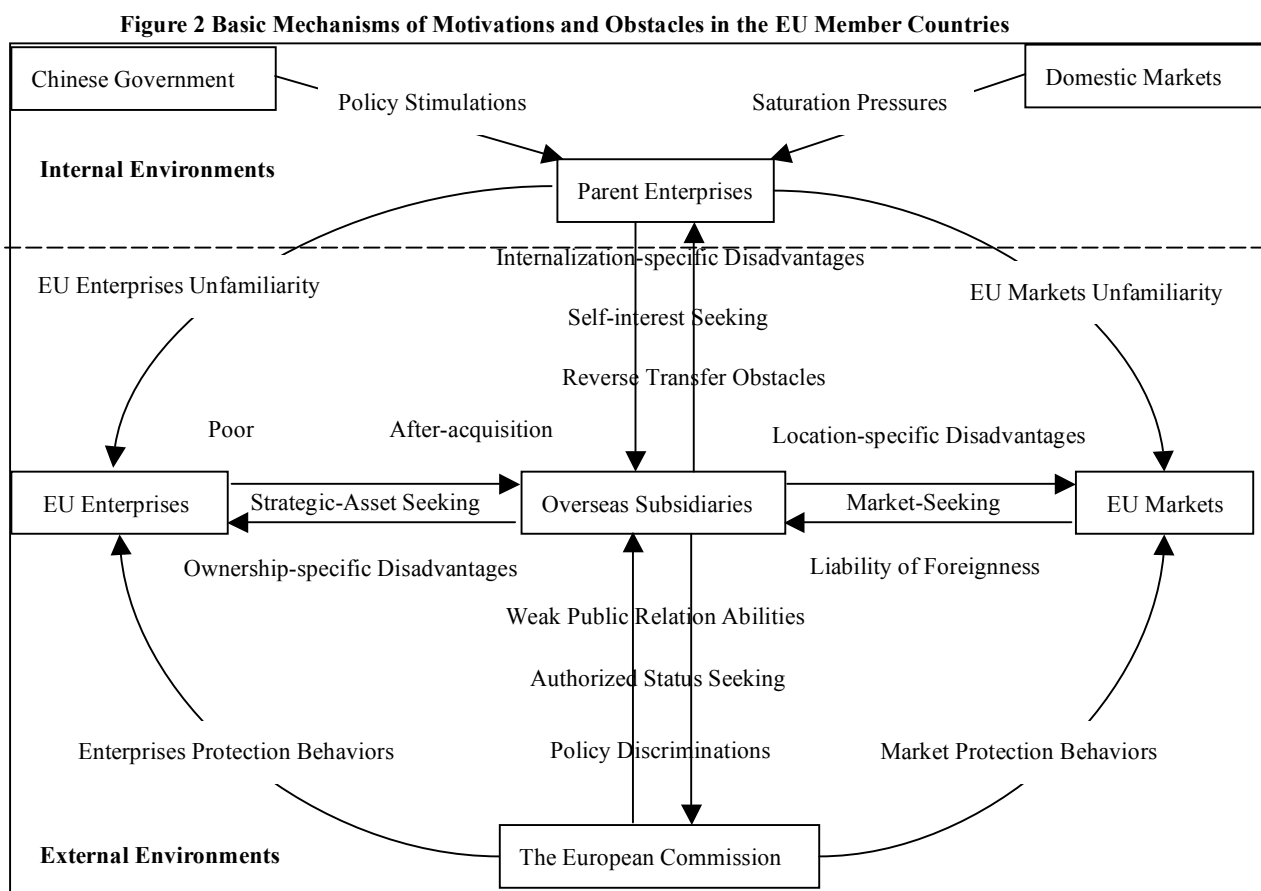 Figure 2 Basic Mechanisms of Motivations and Obstacles in the EU Member Countries
Chinese Government
Domestic Markets
Policy Stimulations
Saturation Pressures
Internal Environments
Parent Enterprises
Internalization-specific Disadvantages
EU Enterprises Unfamiliarity
EU Markets Unfamiliarity
Self-interest Seeking
Reverse Transfer Obstacles
Poor After-acquisition
Location-specific Disadvantages
EU Enterprises
Strategic-Asset Seeking
Overseas Subsidiaries
Market-Seeking
EU Markets
Ownership-specific Disadvantages
Liability of Foreignness
Weak Public Relation Abilities
Authorized Status Seeking
Enterprises Protection Behaviors
Policy Discriminations
Market Protection Behaviors
External Environments
The European Commission